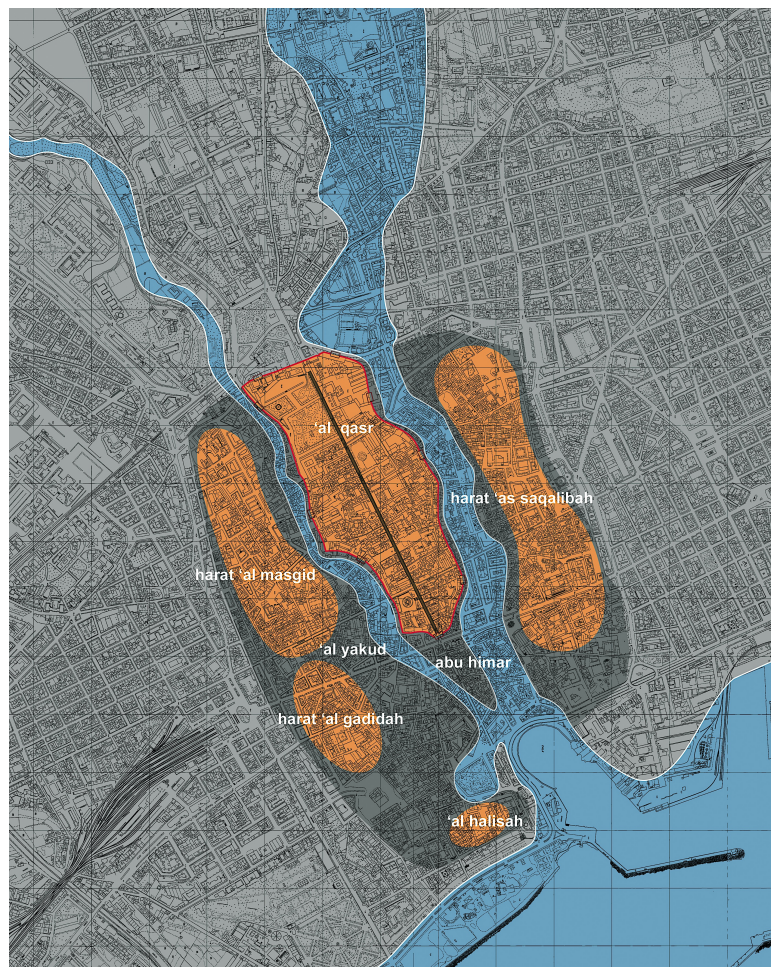 ‘al qasr
harat ‘as saqalibah
harat ‘al masgid
‘al yakud
abu himar
harat ‘al gadidah
‘al halisah